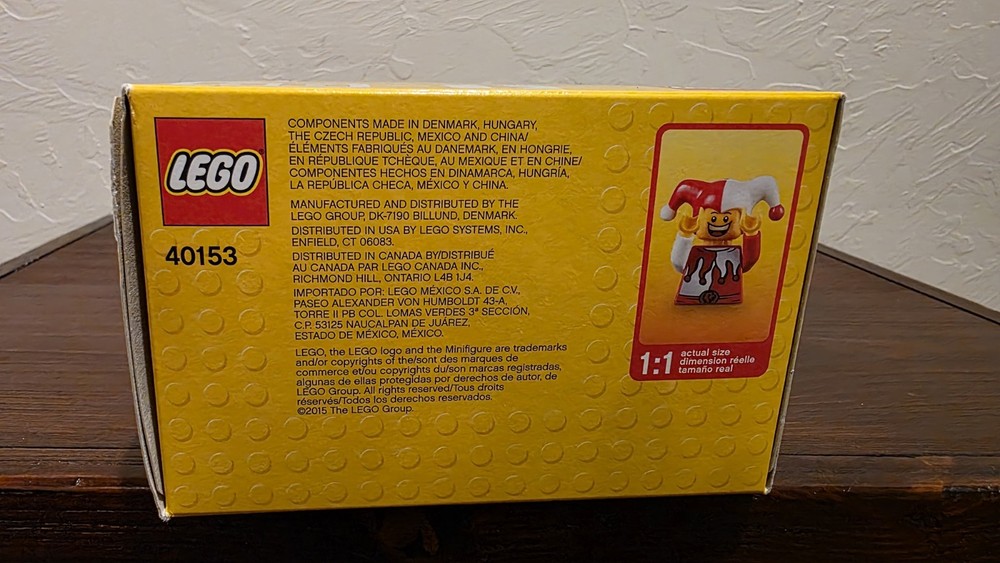 LEGO
40153
COMPONENTS MADE IN DENMARK, HUNGARY,
THE CZECH REPUBLIC, MEXICO AND CHINA/
ÉLÉMENTS FABRIQUÉS AU DANEMARK, EN HONGRIE,
EN RÉPUBLIQUE TCHÈQUE, AU MEXIQUE ET EN CHINE/
COMPONENTES HECHOS EN DINAMARCA, HUNGRÍA,
LA REPÚBLICA CHECA, MÉXICO Y CHINA.
MANUFACTURED AND DISTRIBUTED BY THE
LEGO GROUP, DK-7190 BILLUND, DENMARK.
DISTRIBUTED IN USA BY LEGO SYSTEMS, INC.,
ENFIELD, CT 06083.
DISTRIBUTED IN CANADA BY/DISTRIBUÉ
AU CANADA PAR LEGO CANADA INC.,
RICHMOND HILL, ONTARIO L4B 1J4.
IMPORTADO POR: LEGO MÉXICO S.A. DE C.V.,
PASEO ALEXANDER VON HUMBOLDT 43-A,
TORRE II PB COL. LOMAS VERDES 3ª SECCIÓN,
C.P. 53125 NAUCALPAN DE JUÁREZ,
ESTADO DE MÉXICO, MÉXICO.
LEGO, the LEGO logo and the Minifigure are trademarks
and/or copyrights of the/sont des marques de
commerce et/ou copyrights du/son marcas registradas,
algunas de ellas protegidas por derechos de autor, de
LEGO Group. All rights reserved/Tous droits
réservés/Todos los derechos reservados.
©2015 The LEGO Group.
1:1 actual size
dimension réelle
tamaño real